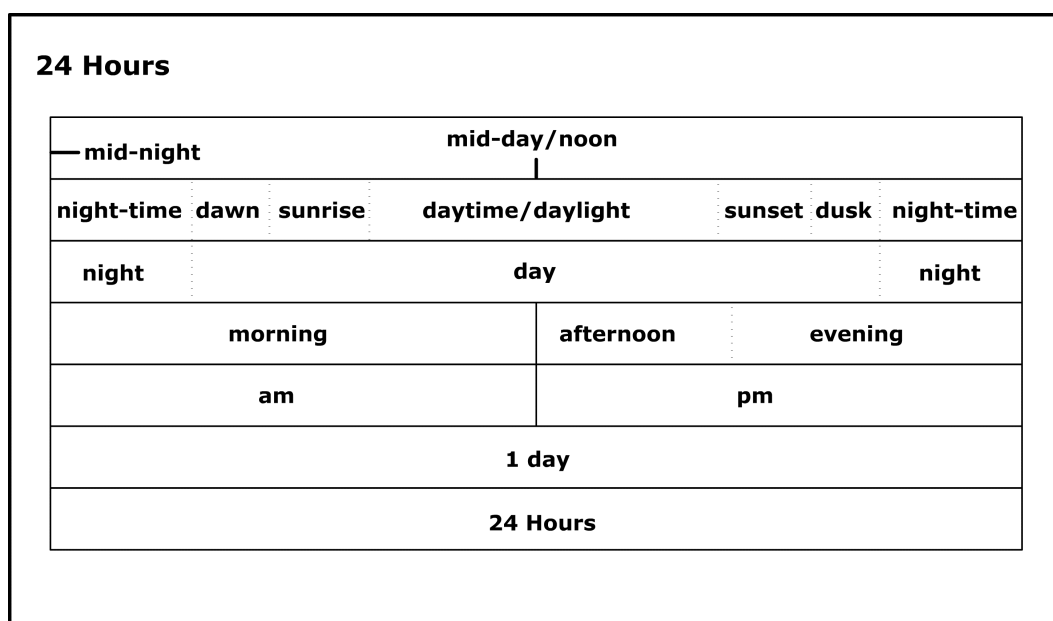 24 Hours
mid-day/noon
mid-night
night-time dawn sunrise daytime/daylight sunset dusk night-time
night day night
morning afternoon evening
am pm
1 day
24 Hours